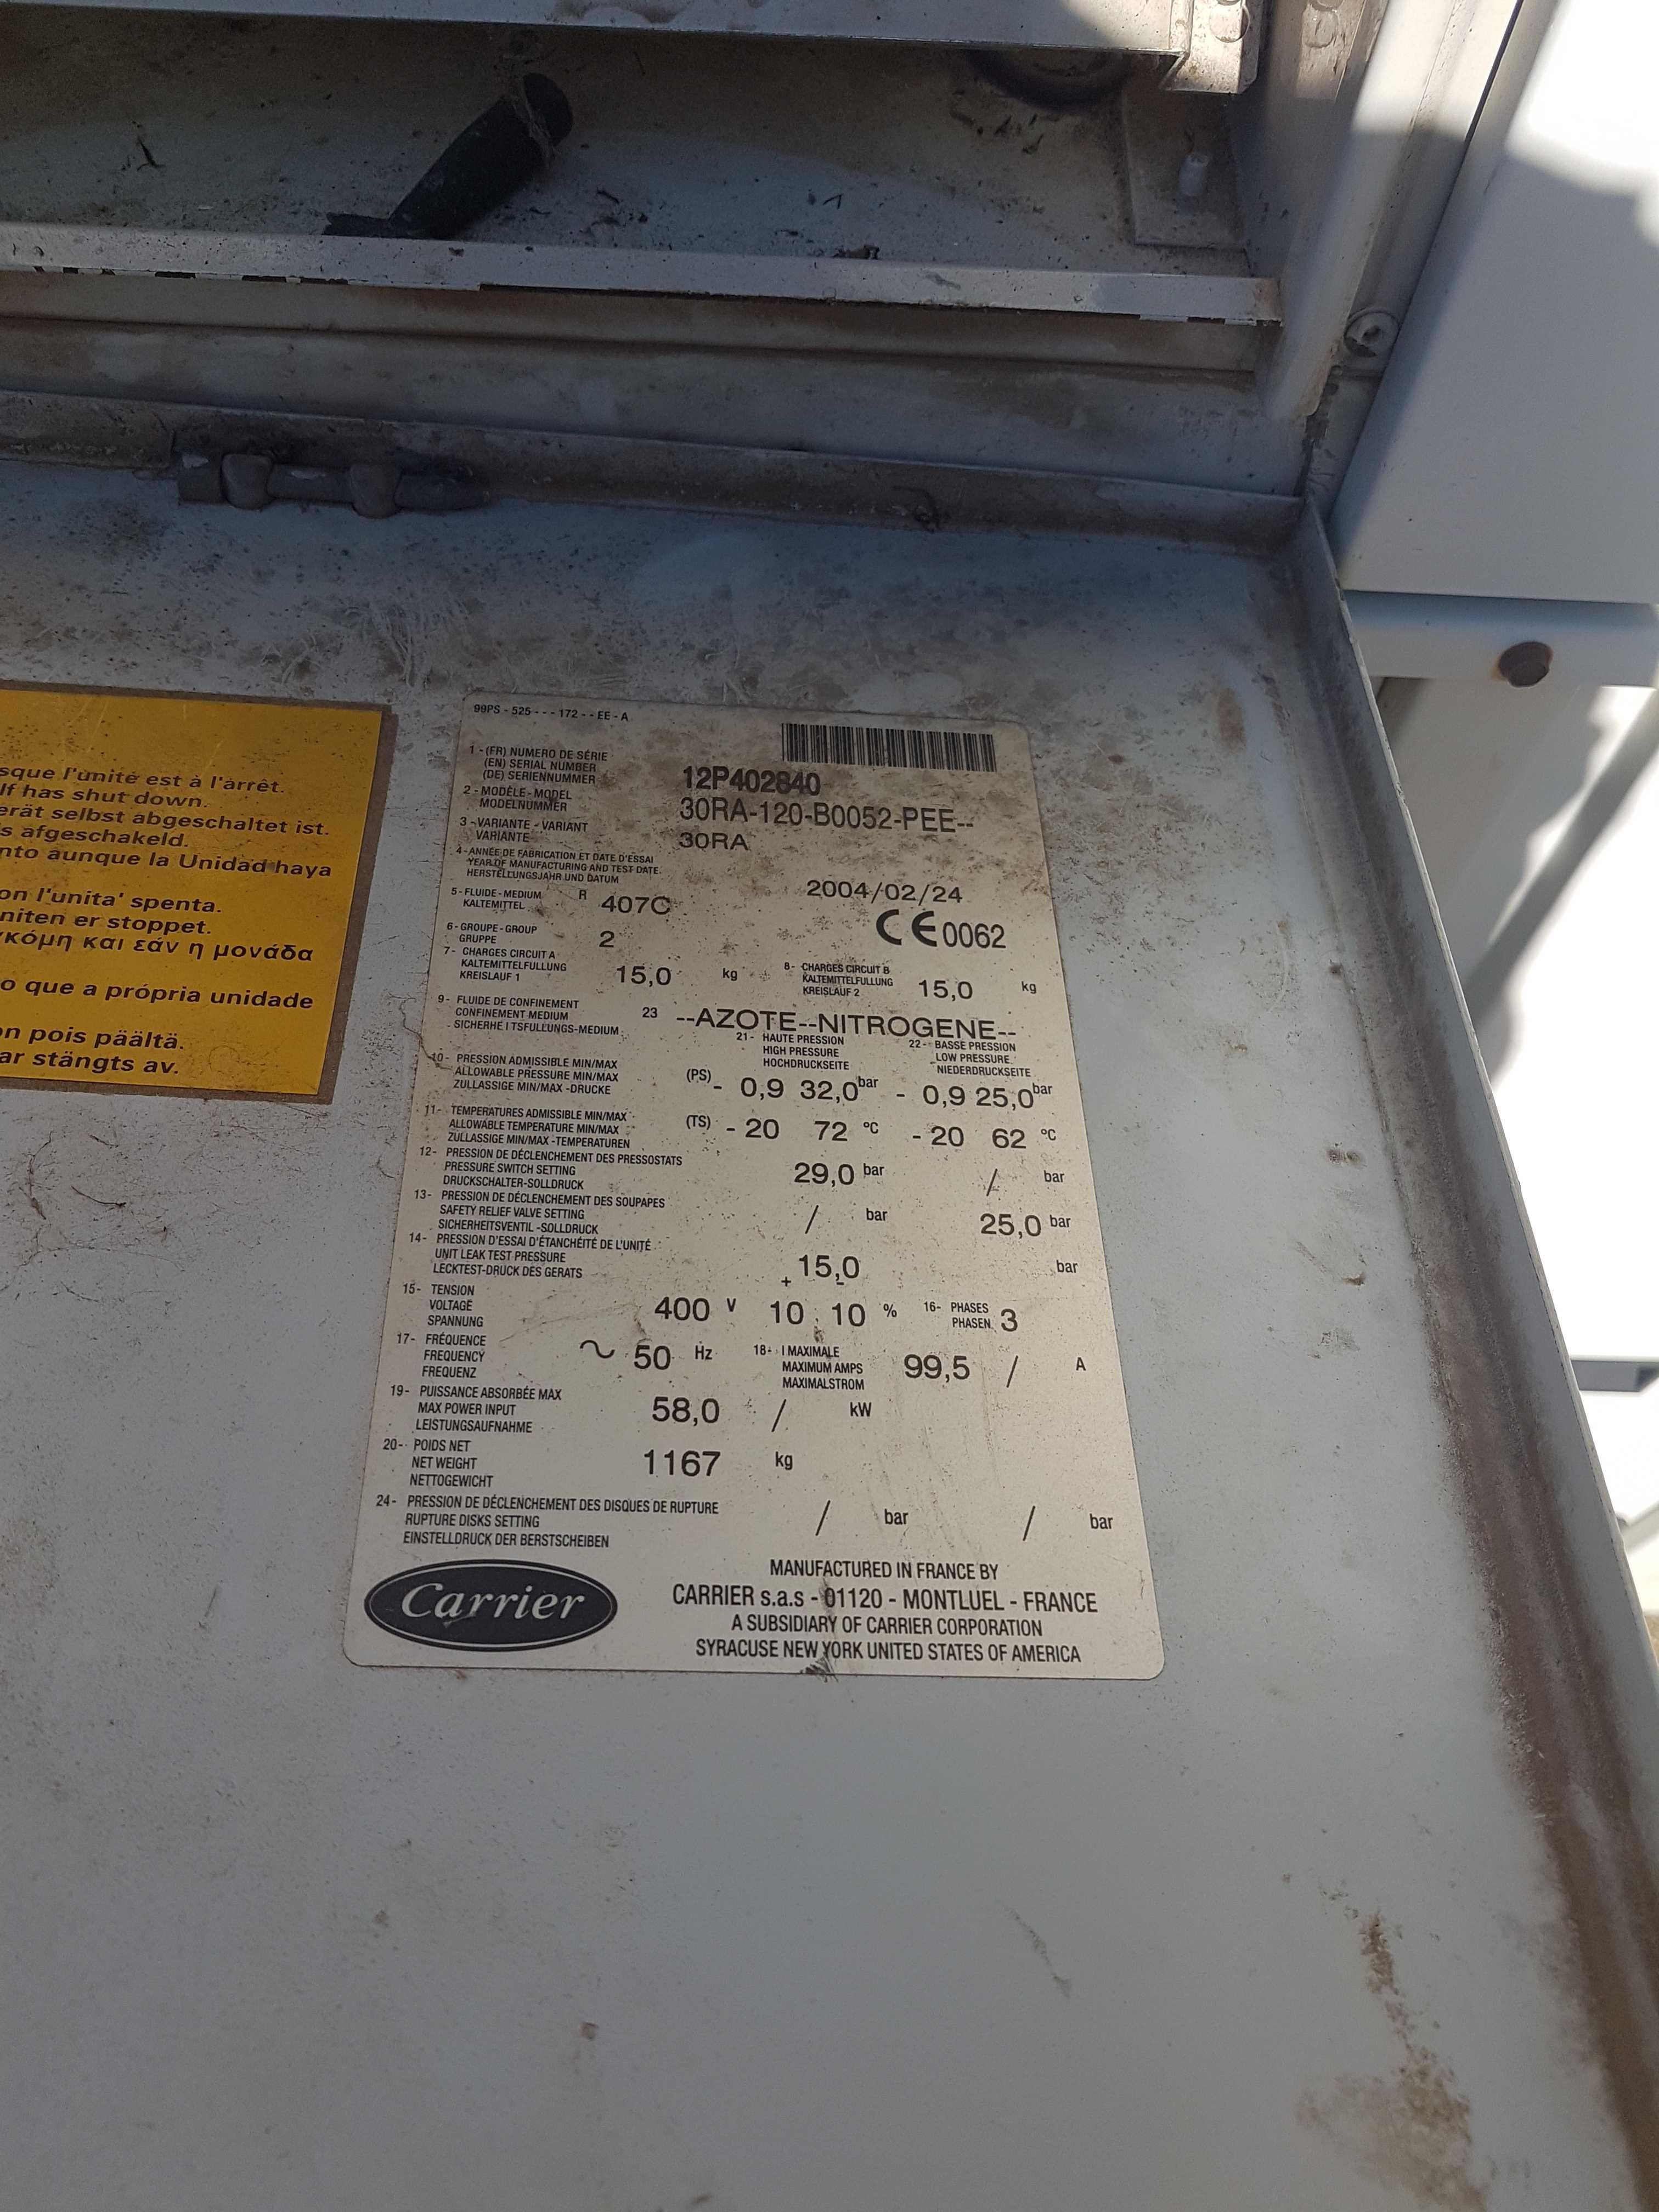 sque l'unité est à l'arrêt.
lf has shut down.
erät selbst abgeschaltet ist.
s afgeschakeld.
nto aunque la Unidad haya
on l'unita' spenta.
niten er stoppet.
κόμη και εάν η μονάδα
o que a própria unidade
n pois päältä.
ar stängts av.
99PS - 525 - - - 172 - - EE - A
1 - (FR) NUMERO DE SÉRIE
(EN) SERIAL NUMBER
(DE) SERIENNUMMER
12P402840
2 - MODÈLE - MODEL
MODELNUMMER
30RA-120-B0052-PEE--
3 - VARIANTE - VARIANT
VARIANTE
30RA
4 - ANNÉE DE FABRICATION ET DATE D'ESSAI
YEAR OF MANUFACTURING AND TEST DATE
HERSTELLUNGSJAHR UND DATUM
2004/02/24
5 - FLUIDE - MEDIUM R 407C
KALTEMITTEL
CE 0062
6 - GROUPE - GROUP
GRUPPE
2
7 - CHARGES CIRCUIT A
KALTEMITTELFULLUNG
KREISLAUF 1
15,0 kg
8 - CHARGES CIRCUIT B
KALTEMITTELFULLUNG
KREISLAUF 2
15,0 kg
9 - FLUIDE DE CONFINEMENT
CONFINEMENT MEDIUM
SICHERHE I TSFULLUNGS-MEDIUM
23 --AZOTE--NITROGENE--
21 - HAUTE PRESSION
HIGH PRESSURE
HOCHDRUCKSEITE
22 - BASSE PRESSION
LOW PRESSURE
NIEDERDRUCKSEITE
10 - PRESSION ADMISSIBLE MIN/MAX
ALLOWABLE PRESSURE MIN/MAX
ZULLASSIGE MIN/MAX -DRUCKE
(PS) - 0,9 32,0 bar - 0,9 25,0 bar
11 - TEMPERATURES ADMISSIBLE MIN/MAX
ALLOWABLE TEMPERATURE MIN/MAX
ZULLASSIGE MIN/MAX -TEMPERATUREN
(TS) - 20 72 °C - 20 62 °C
12 - PRESSION DE DÉCLENCHEMENT DES PRESSOSTATS
PRESSURE SWITCH SETTING
DRUCKSCHALTER-SOLLDRUCK
29,0 bar / bar
13 - PRESSION DE DÉCLENCHEMENT DES SOUPAPES
SAFETY RELIEF VALVE SETTING
SICHERHEITSVENTIL -SOLLDRUCK
/ bar 25,0 bar
14 - PRESSION D'ESSAI D'ÉTANCHÉITÉ DE L'UNITÉ
UNIT LEAK TEST PRESSURE
LECKTEST-DRUCK DES GERATS
15,0 bar
15 - TENSION
VOLTAGE
SPANNUNG
400 V + 10 - 10 %
16 - PHASES
PHASEN 3
17 - FRÉQUENCE
FREQUENCY
FREQUENZ
~ 50 Hz
18 - I MAXIMALE
MAXIMUM AMPS
MAXIMALSTROM
99,5 / A
19 - PUISSANCE ABSORBÉE MAX
MAX POWER INPUT
LEISTUNGSAUFNAHME
58,0 / kW
20 - POIDS NET
NET WEIGHT
NETTOGEWICHT
1167 kg
24 - PRESSION DE DÉCLENCHEMENT DES DISQUES DE RUPTURE
RUPTURE DISKS SETTING
EINSTELLDRUCK DER BERSTSCHEIBEN
/ bar / bar
Carrier
MANUFACTURED IN FRANCE BY
CARRIER s.a.s - 01120 - MONTLUEL - FRANCE
A SUBSIDIARY OF CARRIER CORPORATION
SYRACUSE NEW YORK UNITED STATES OF AMERICA